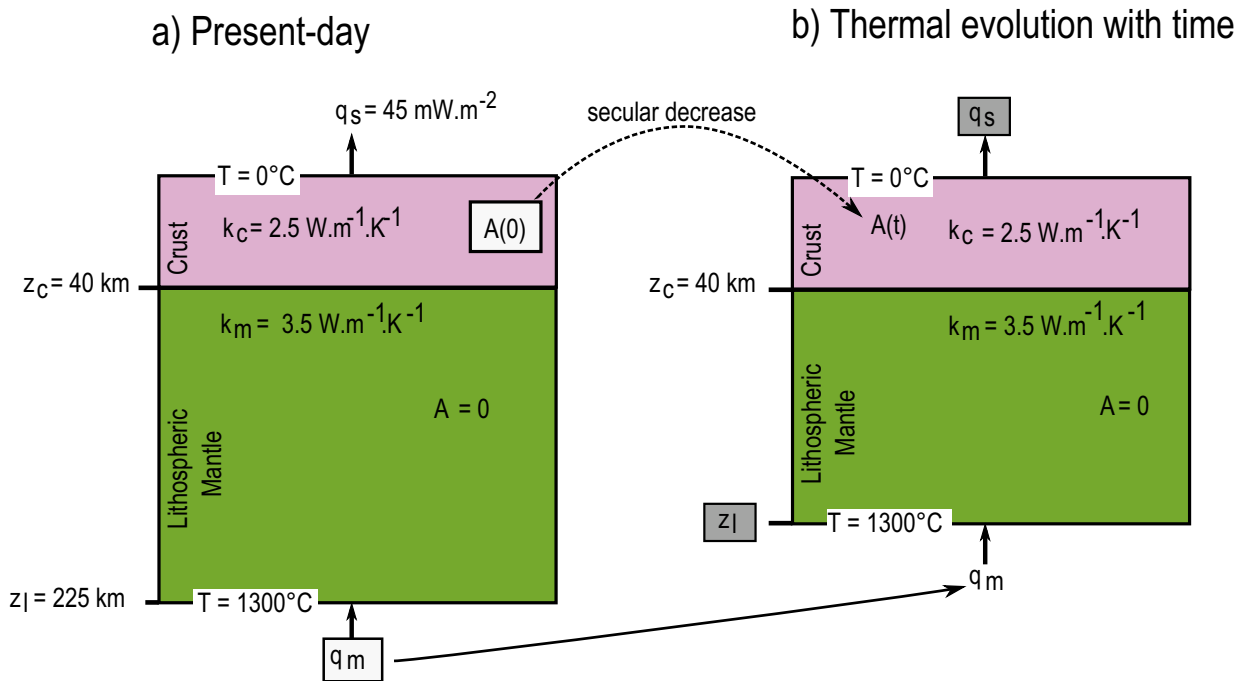 a) Present-day
b) Thermal evolution with time
qs = 45 mW.m-2
secular decrease
qs
T = 0°C
T = 0°C
Crust
kc = 2.5 W.m-1.K-1
A(0)
Crust
A(t)
kc = 2.5 W.m-1.K-1
zc = 40 km
zc = 40 km
km = 3.5 W.m-1.K-1
km = 3.5 W.m-1.K-1
A = 0
A = 0
Lithospheric
Mantle
Lithospheric
Mantle
zl
T = 1300°C
qm
zl = 225 km
T = 1300°C
qm